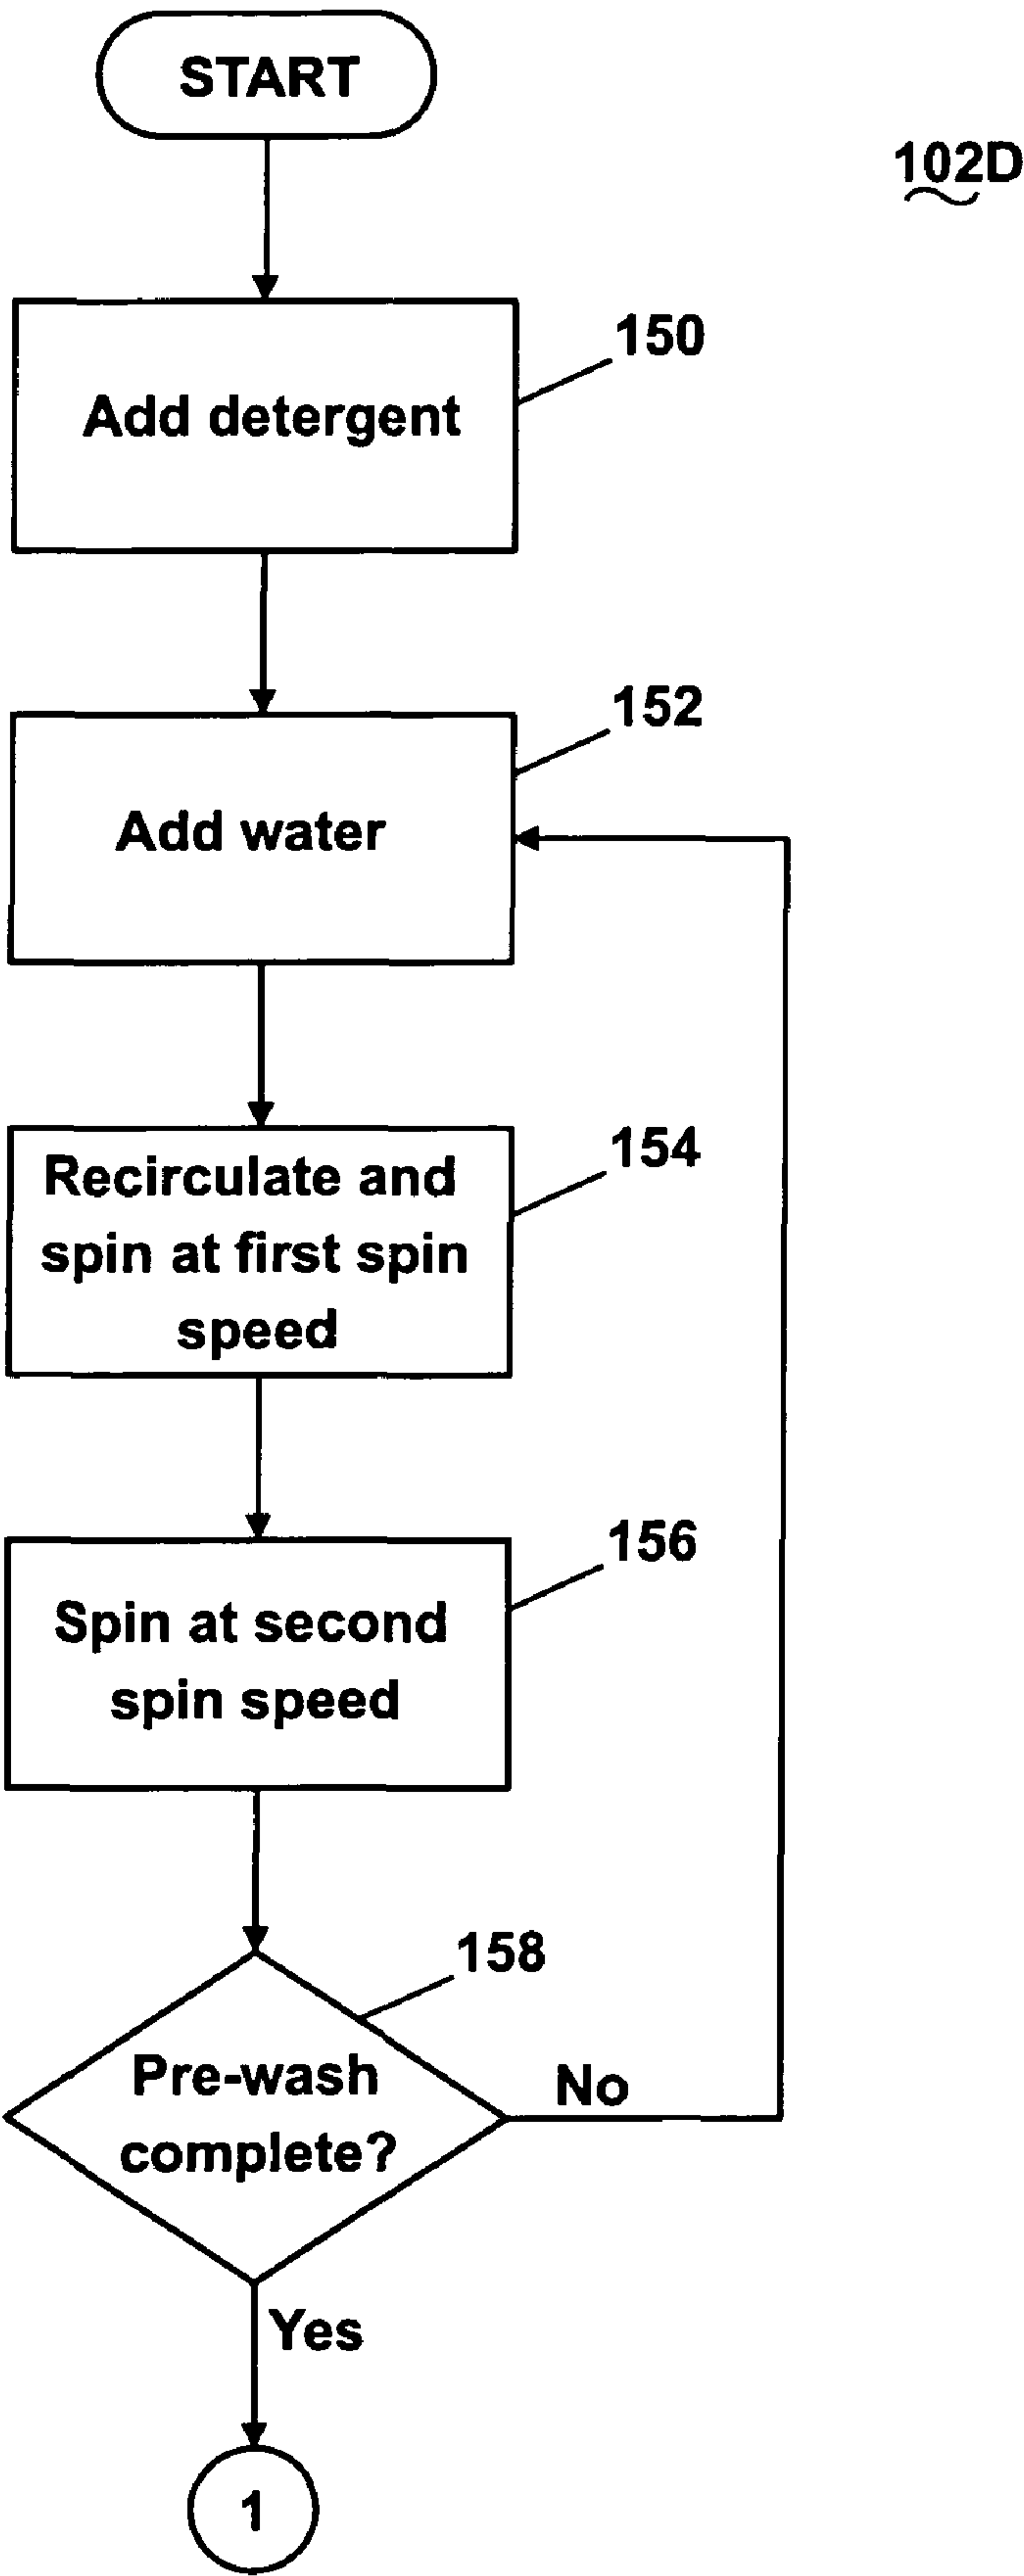 START
102D
150
Add detergent
152
Add water
154
Recirculate and
spin at first spin
speed
156
Spin at second
spin speed
158
Pre-wash
complete?
No
Yes
1